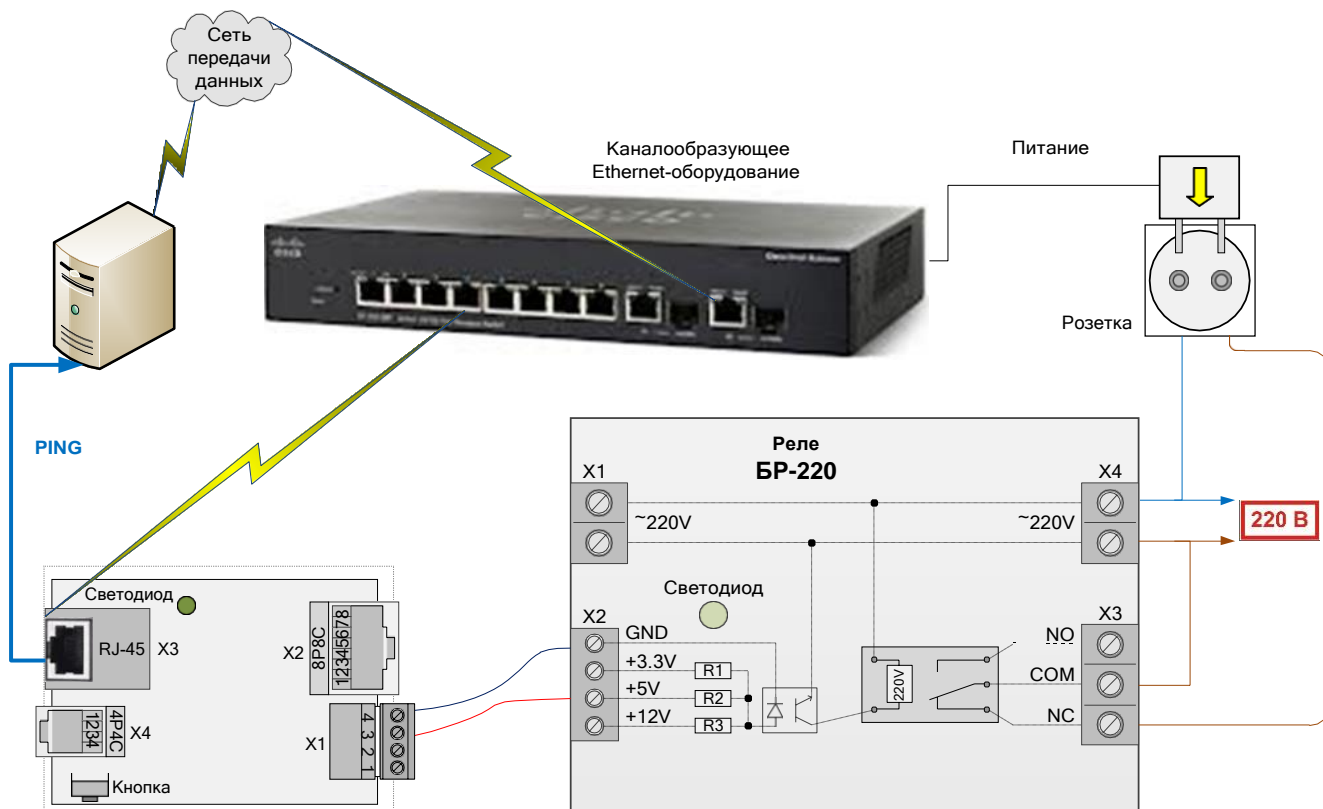 Сеть
передачи
данных
Каналообразующее
Ethernet-оборудование
Питание
Розетка
PING
Реле
БР-220
X1
X4
~220V
~220V
220 В
Светодиод
X2
X3
GND
+3.3V
+5V
+12V
R1
R2
R3
220V
NO
COM
NC
Светодиод
RJ-45
X3
X2
8P8C
12345678
X4
4P4C
1234
X1
4 3 2 1
Кнопка